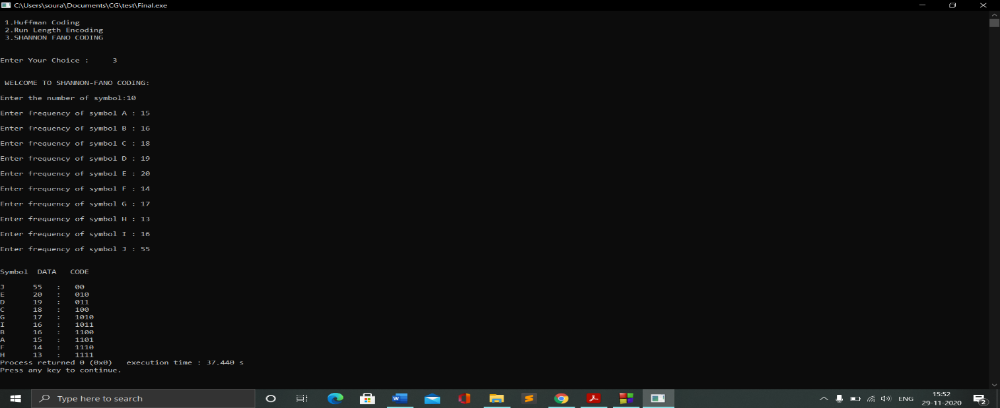 C:\Users\soura\Documents\CG\test\Final.exe
1.Huffman Coding
2.Run Length Encoding
3.SHANNON FANO CODING
Enter Your Choice :     3
WELCOME TO SHANNON-FANO CODING:
Enter the number of symbol:10
Enter frequency of symbol A : 15
Enter frequency of symbol B : 16
Enter frequency of symbol C : 18
Enter frequency of symbol D : 19
Enter frequency of symbol E : 20
Enter frequency of symbol F : 14
Enter frequency of symbol G : 17
Enter frequency of symbol H : 13
Enter frequency of symbol I : 16
Enter frequency of symbol J : 55
Symbol  DATA   CODE
J      55   :   00
E      20   :   010
D      19   :   011
C      18   :   100
G      17   :   1010
I      16   :   1011
B      16   :   1100
A      15   :   1101
F      14   :   1110
H      13   :   1111
Process returned 0 (0x0)   execution time : 37.440 s
Press any key to continue.
Type here to search
W
S
ENG
15:52
29-11-2020
2